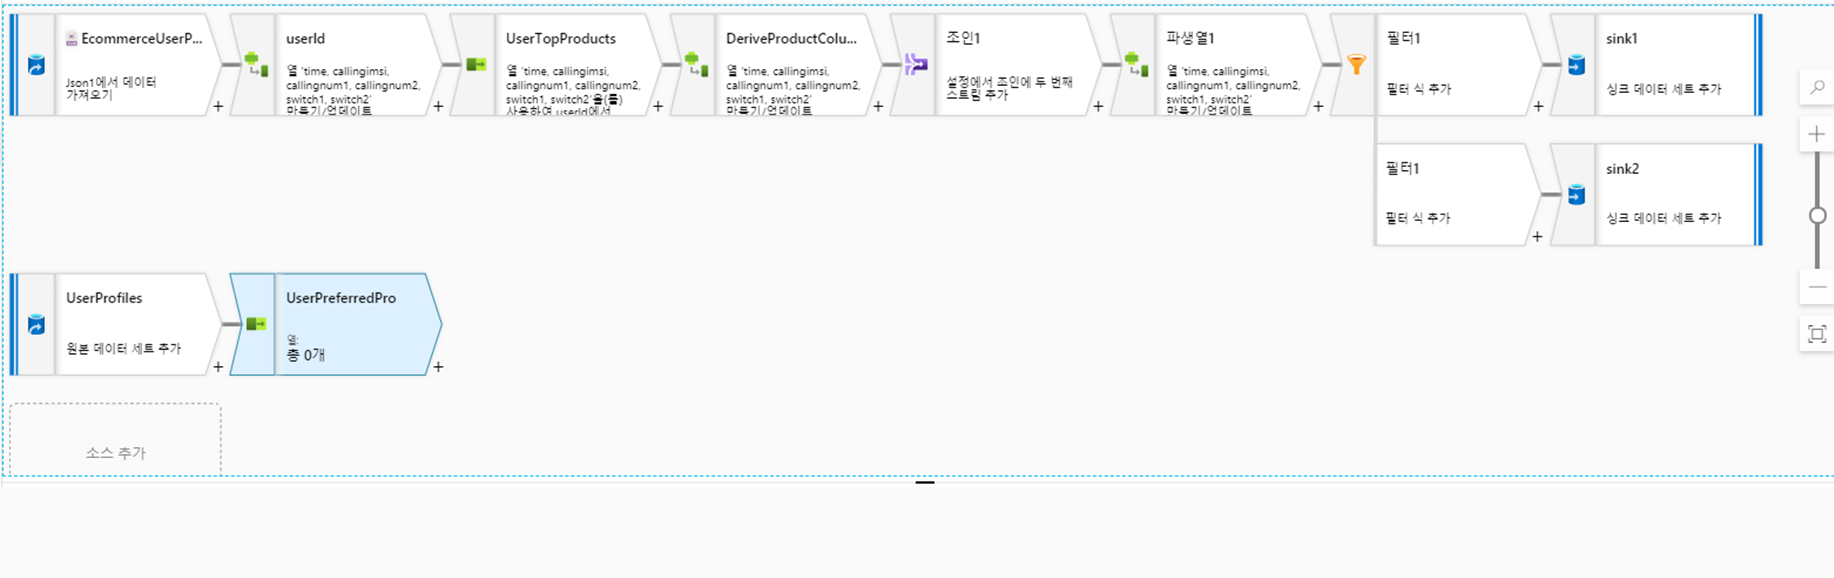 EcommerceUserP...
Json1에서 데이터
가져오기
+
userId
열 'time, callingimsi,
callingnum1, callingnum2,
switch1, switch2'
만들기/업데이트
+
UserTopProducts
열 'time, callingimsi,
callingnum1, callingnum2,
switch1, switch2'을(를)
사용하여 userId에서
+
DeriveProductColu...
열 'time, callingimsi,
callingnum1, callingnum2,
switch1, switch2'
만들기/업데이트
+
조인1
설정에서 조인에 두 번째
스트림 추가
+
파생열1
열 'time, callingimsi,
callingnum1, callingnum2,
switch1, switch2'
만들기/업데이트
+
필터1
필터 식 추가
+
sink1
싱크 데이터 세트 추가
필터1
필터 식 추가
+
sink2
싱크 데이터 세트 추가
UserProfiles
원본 데이터 세트 추가
+
UserPreferredPro
열:
총 0개
+
소스 추가